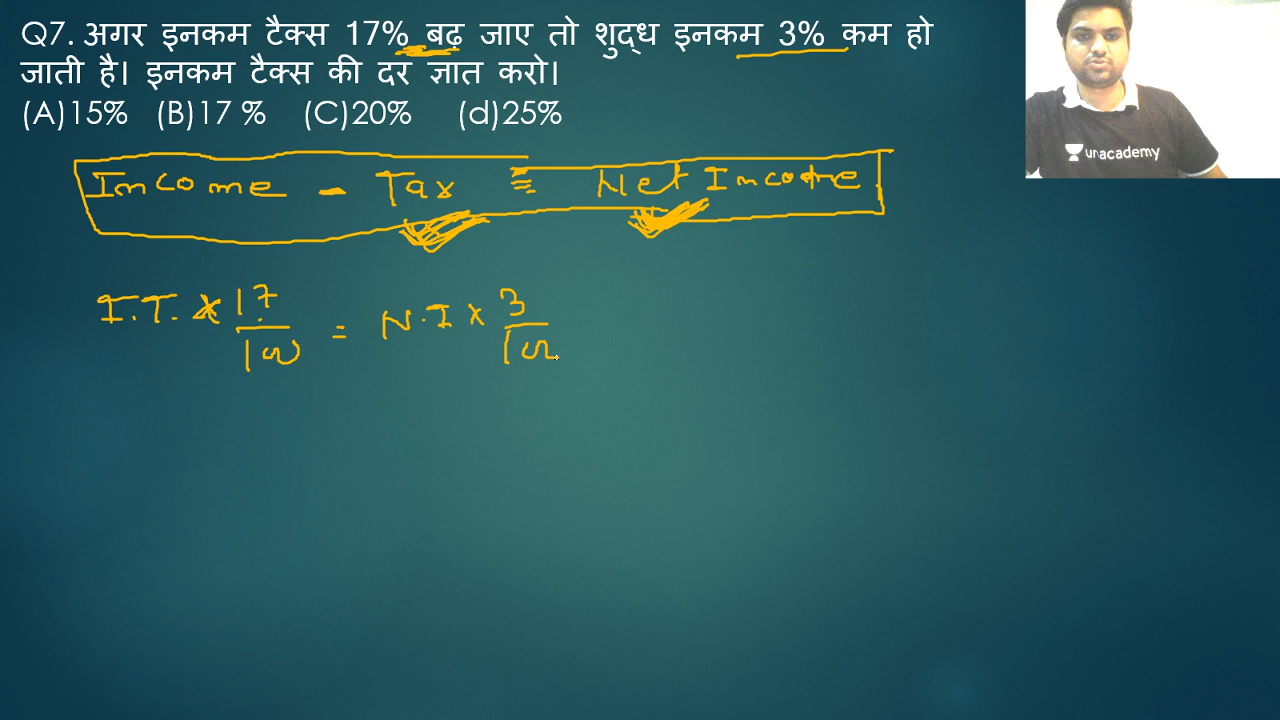 Q7. अगर इनकम टैक्स 17% बढ़ जाए तो शुद्ध इनकम 3% कम हो
जाती है। इनकम टैक्स की दर ज्ञात करो।
(A)15% (B)17 % (C)20% (d)25%
unacademy
Income - Tax = Net Income
I.T. × 17/100 = N.I × 3/100